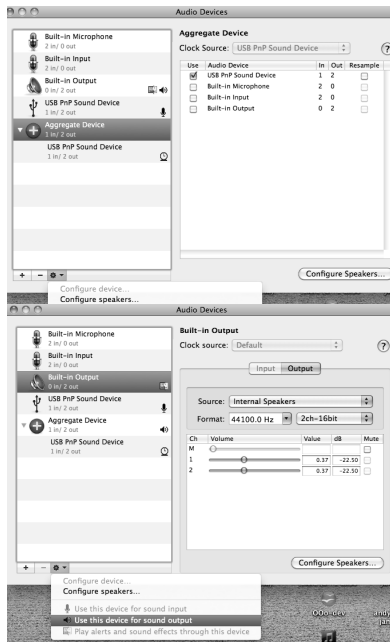 Audio Devices
Built-in Microphone
2 in/ 0 out
Built-in Input
2 in/ 0 out
Built-in Output
0 in/ 2 out
USB PnP Sound Device
1 in/ 2 out
Aggregate Device
1 in/ 2 out
USB PnP Sound Device
1 in/ 2 out
Aggregate Device
Clock Source: USB PnP Sound Device
?
Use Audio Device In Out Resample
USB PnP Sound Device 1 2
Built-in Microphone 2 0
Built-in Input 2 0
Built-in Output 0 2
Configure Speakers...
Configure device...
Configure speakers...
Audio Devices
Built-in Microphone
2 in/ 0 out
Built-in Input
2 in/ 0 out
Built-in Output
0 in/ 2 out
USB PnP Sound Device
1 in/ 2 out
Aggregate Device
1 in/ 2 out
USB PnP Sound Device
1 in/ 2 out
Built-in Output
Clock source: Default
?
Input Output
Source: Internal Speakers
Format: 44100.0 Hz 2ch-16bit
Ch Volume Value dB Mute
M
1 0.37 -22.50
2 0.37 -22.50
Configure Speakers...
Configure device...
Configure speakers...
Use this device for sound input
Use this device for sound output
Play alerts and sound effects through this device